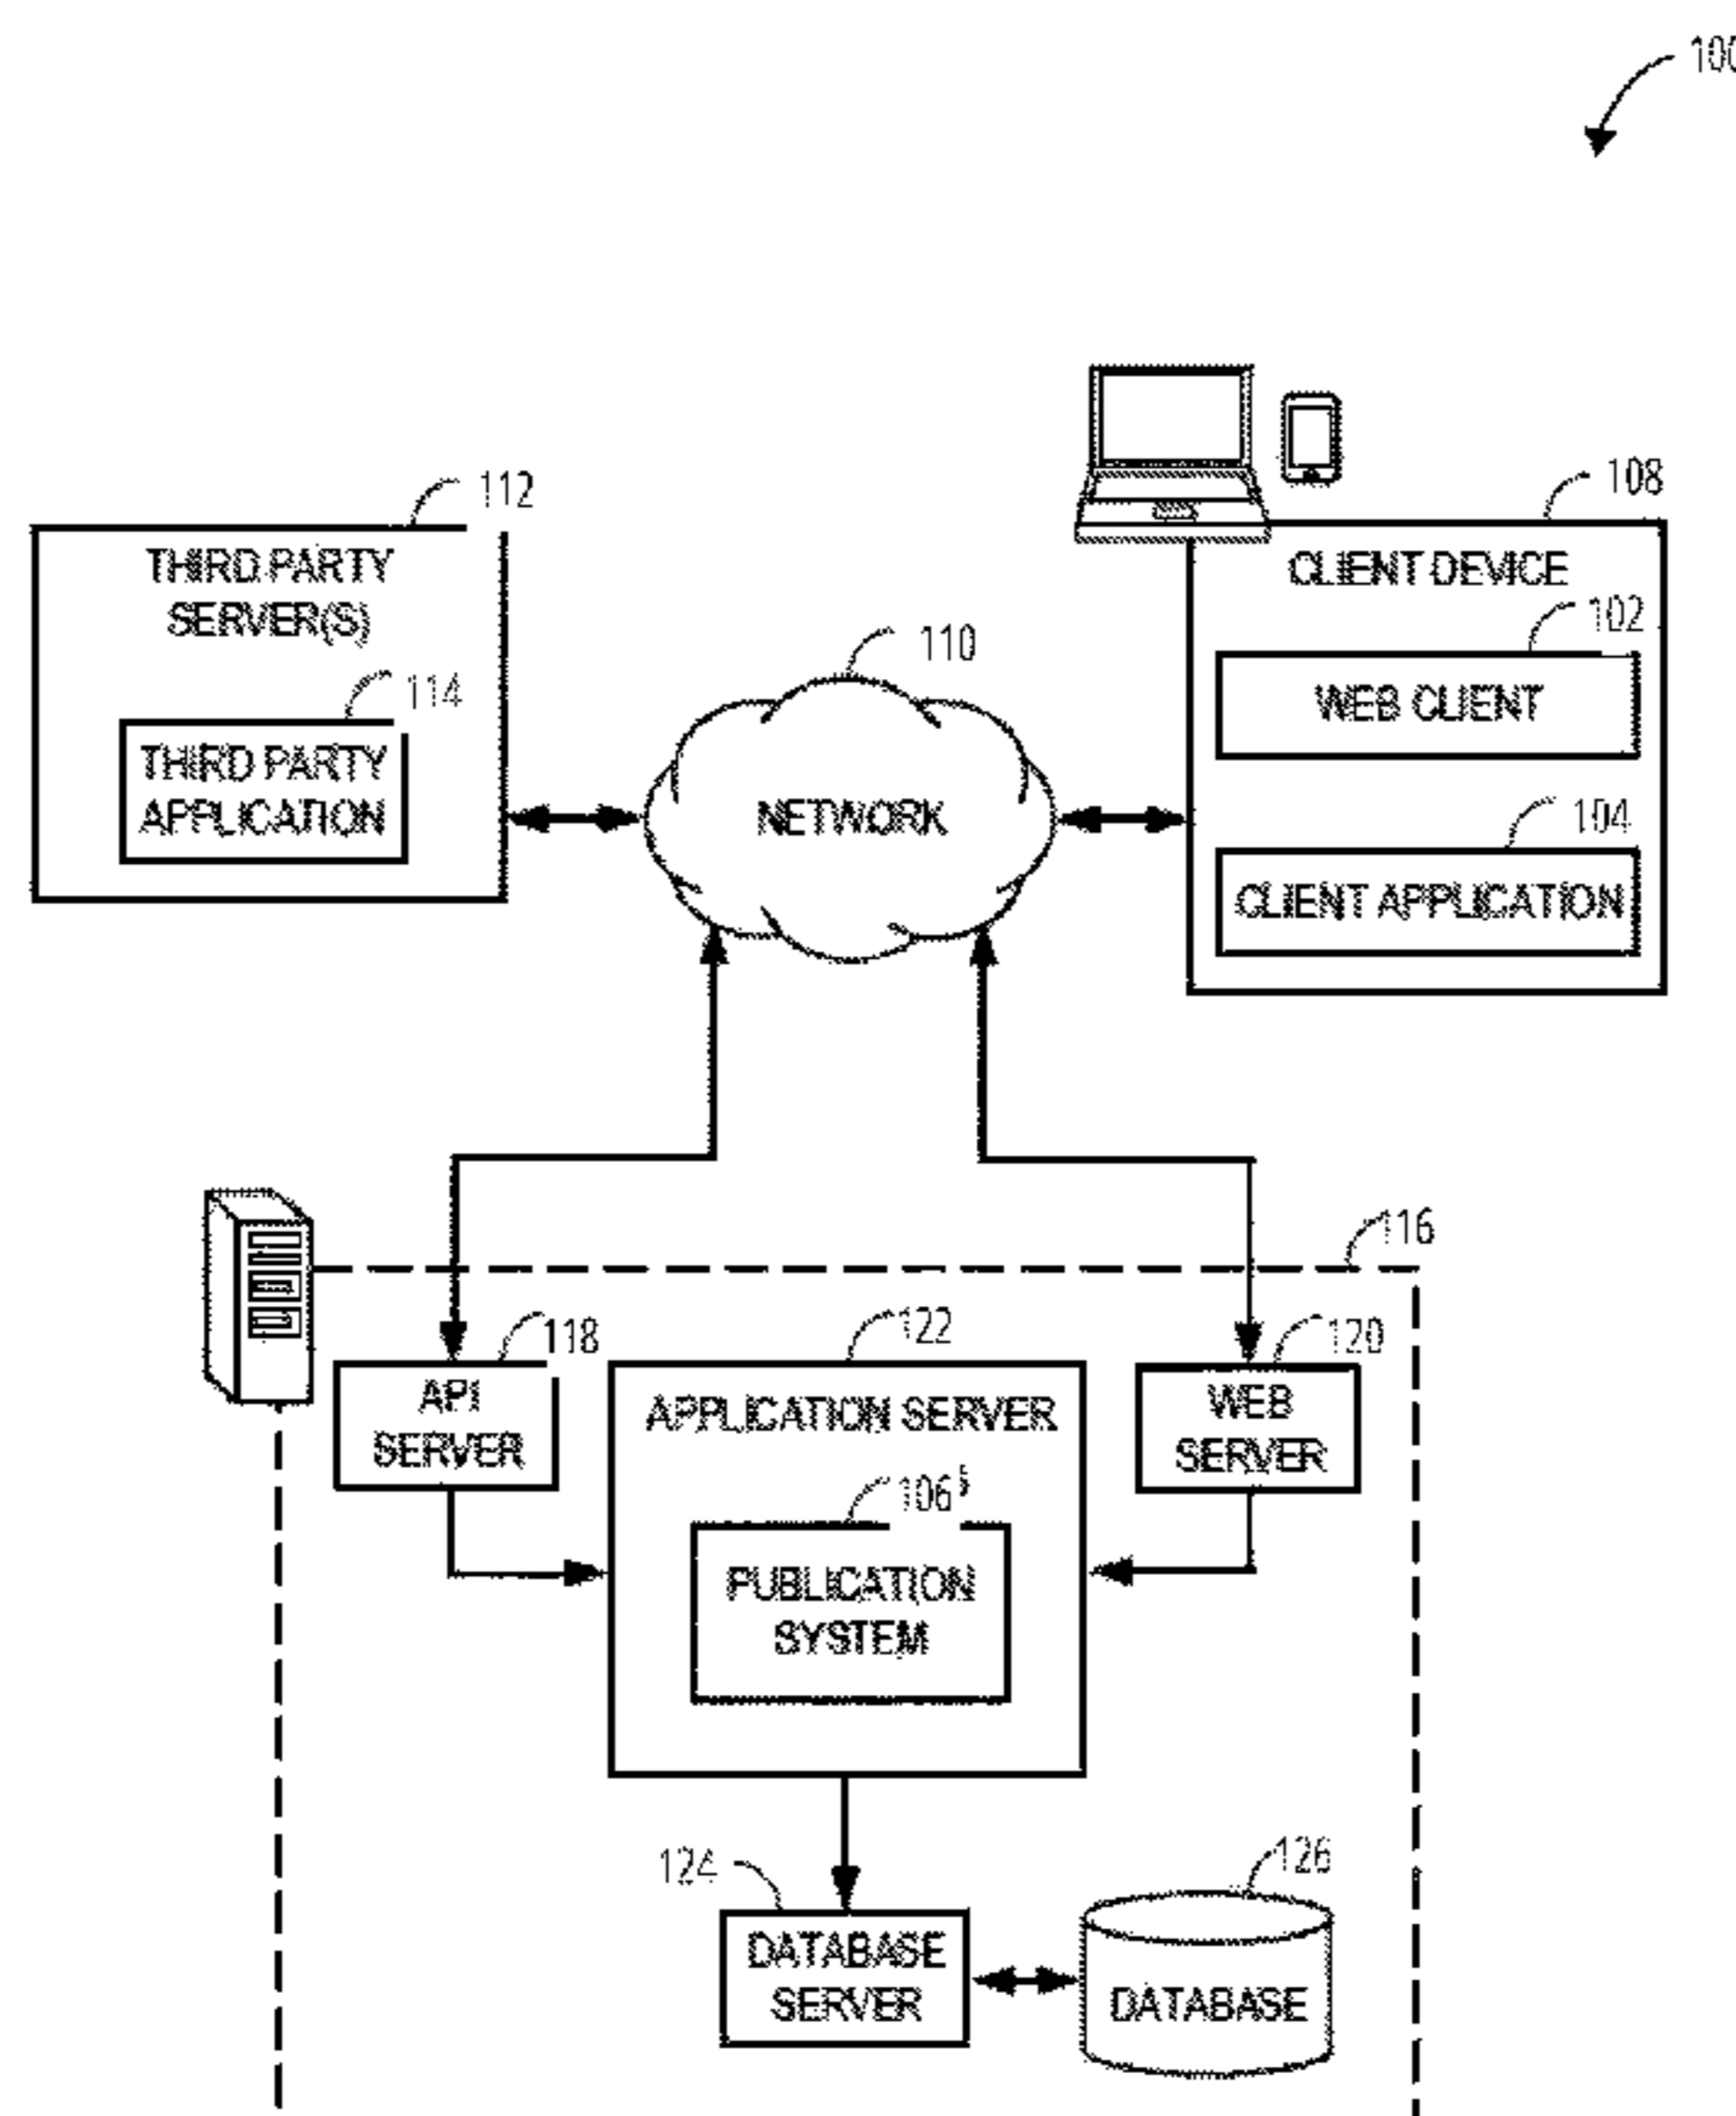 100
112
108
THIRD PARTY
SERVER(S)
CLIENT DEVICE
102
110
114
WEB CLIENT
THIRD PARTY
APPLICATION
NETWORK
104
CLIENT APPLICATION
116
118
122
120
API
SERVER
APPLICATION SERVER
WEB
SERVER
106
PUBLICATION
SYSTEM
124
126
DATABASE
SERVER
DATABASE